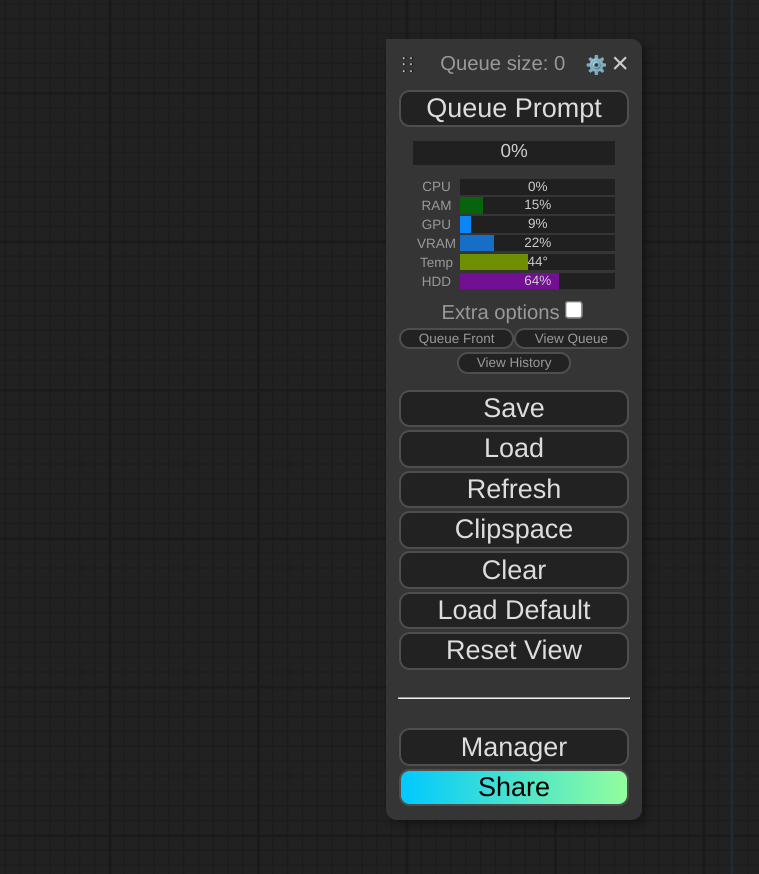 Queue size: 0
Queue Prompt
0%
CPU 0%
RAM 15%
GPU 9%
VRAM 22%
Temp 44°
HDD 64%
Extra options
Queue Front View Queue
View History
Save
Load
Refresh
Clipspace
Clear
Load Default
Reset View
Manager
Share